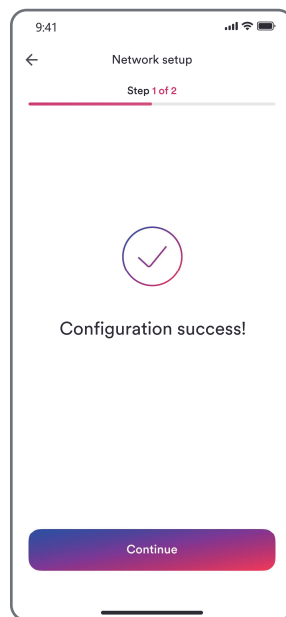 9:41
Network setup
Step 1 of 2
Configuration success!
Continue